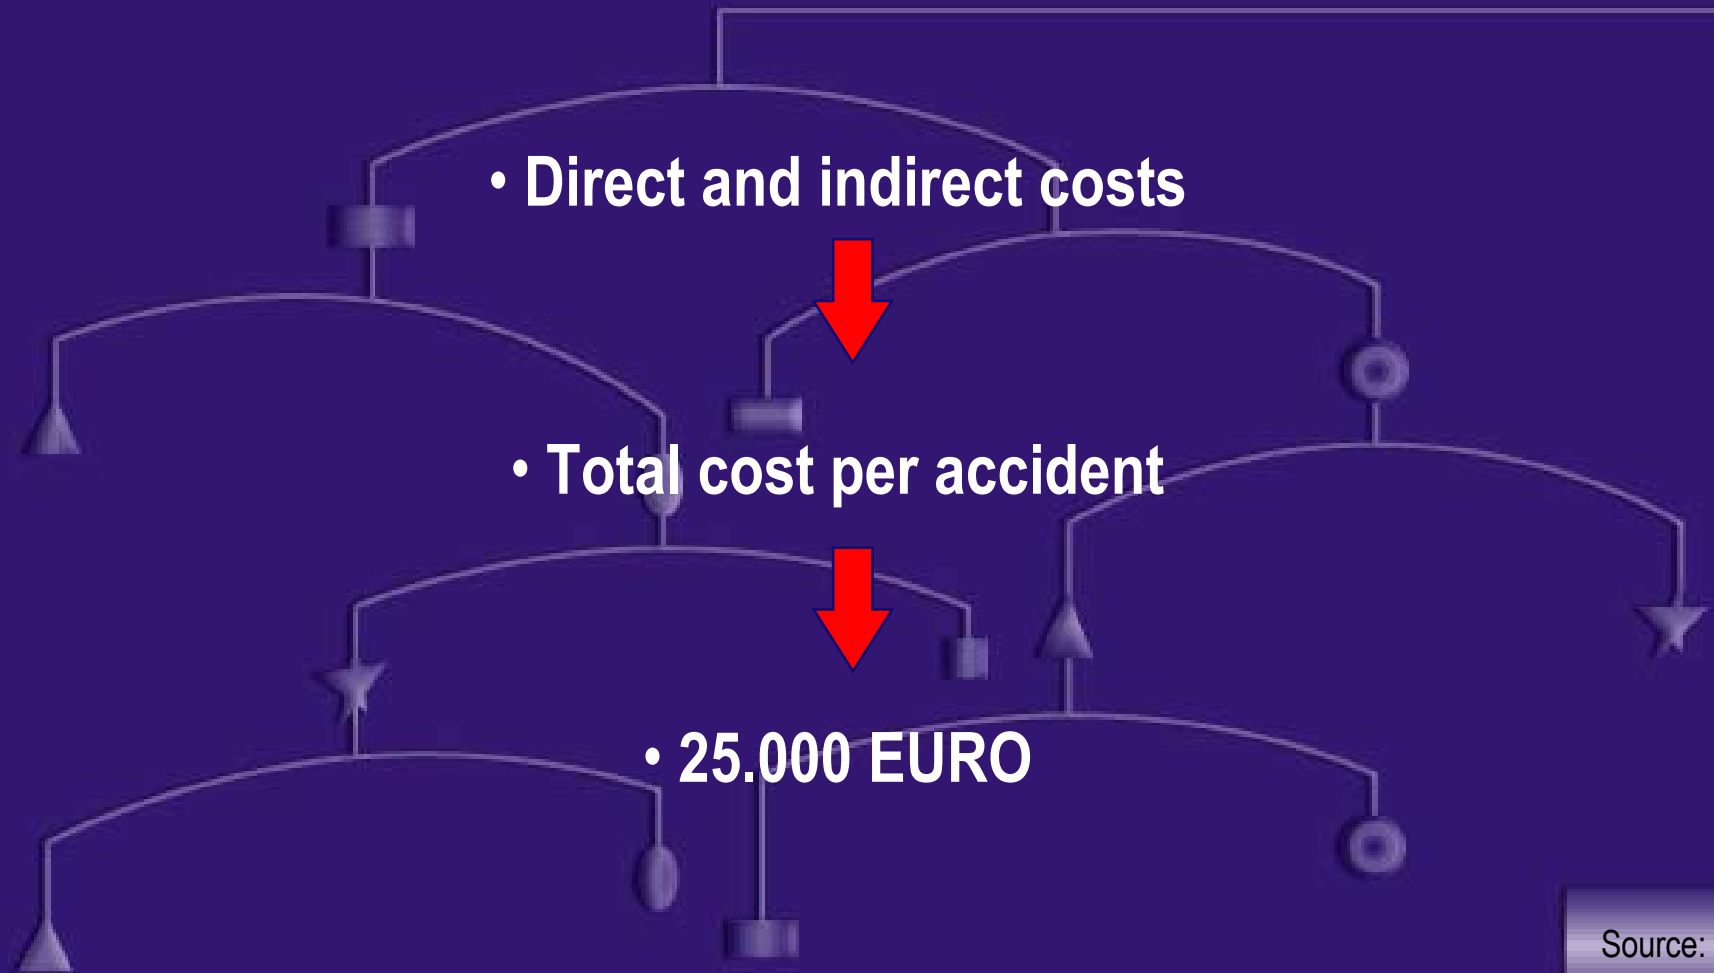 • Direct and indirect costs
• Total cost per accident
• 25.000 EURO
Source: